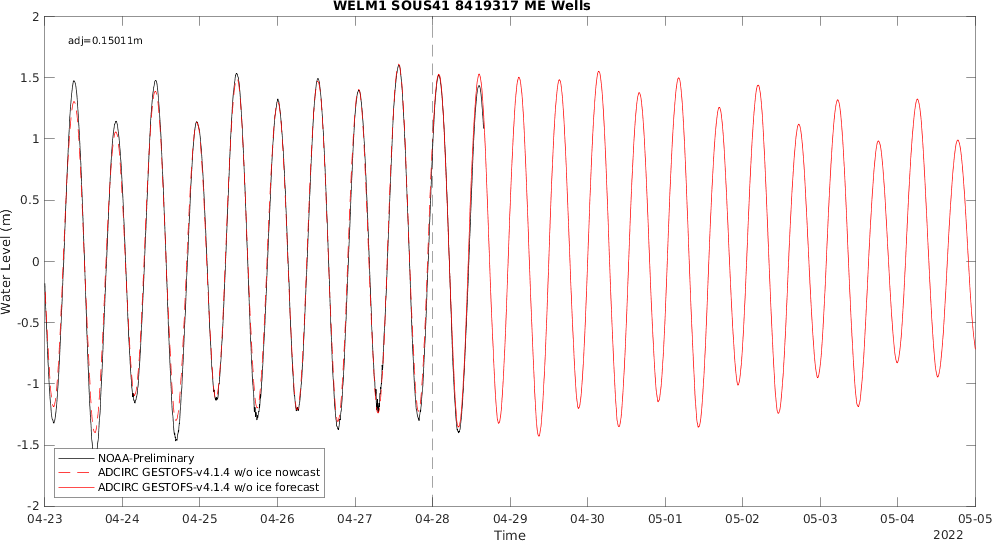 WELM1 SOUS41 8419317 ME Wells
adj=0.15011m
2
1.5
1
0.5
0
-0.5
-1
-1.5
-2
Water Level (m)
NOAA-Preliminary
ADCIRC GESTOFS-v4.1.4 w/o ice nowcast
ADCIRC GESTOFS-v4.1.4 w/o ice forecast
04-23 04-24 04-25 04-26 04-27 04-28 04-29 04-30 05-01 05-02 05-03 05-04 05-05
Time
2022